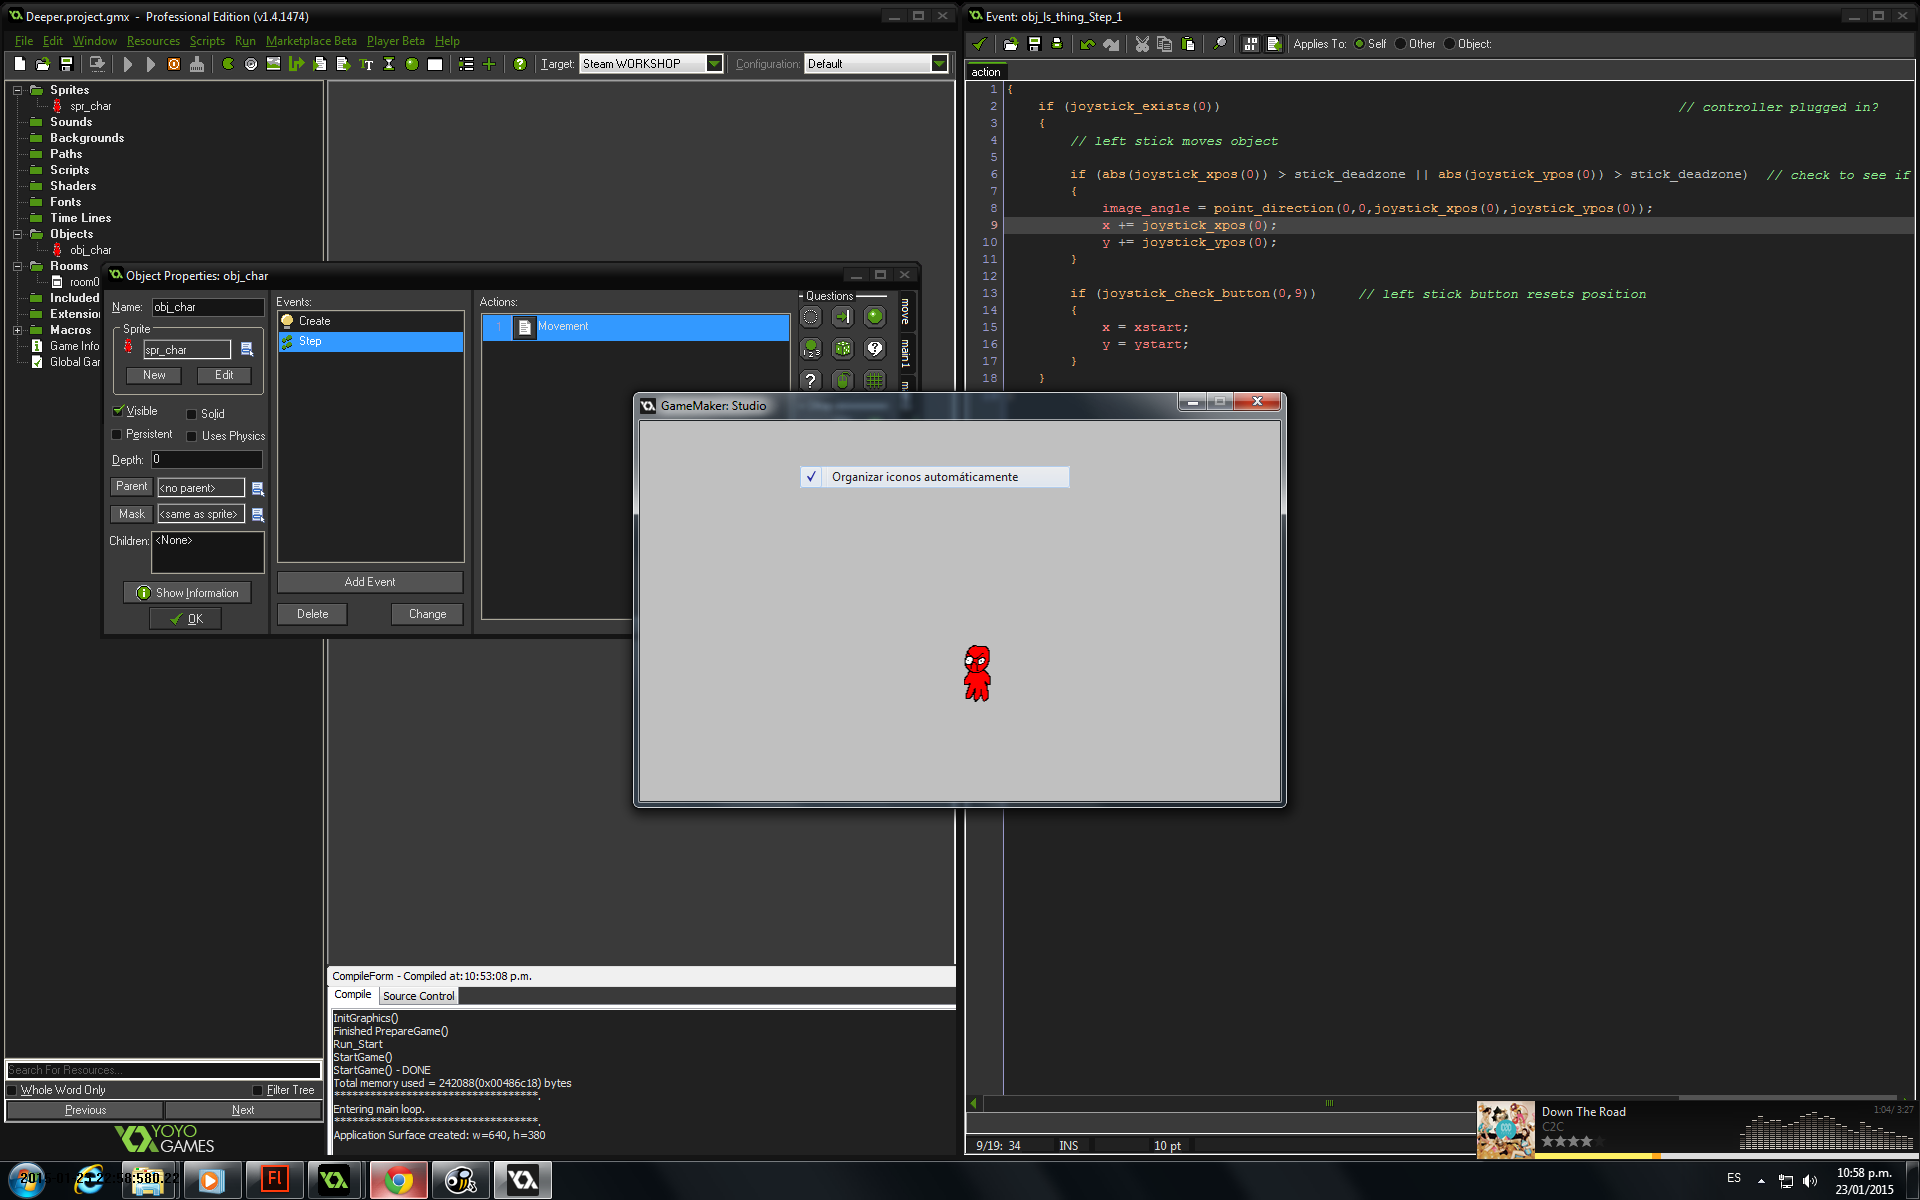 Deeper.project.gmx - Professional Edition (v1.4.1474)
File Edit Window Resources Scripts Run Marketplace Beta Player Beta Help
Target: Steam WORKSHOP Configuration: Default
Sprites
spr_char
Sounds
Backgrounds
Paths
Scripts
Shaders
Fonts
Time Lines
Objects
obj_char
Rooms
room0
Included
Extension
Macros
Game Info
Global Gar
Object Properties: obj_char
Name: obj_char
Sprite
spr_char
New Edit
Visible Solid
Persistent Uses Physics
Depth: 0
Parent <no parent>
Mask <same as sprite>
Children: <None>
Show Information
OK
Events:
Create
Step
Add Event
Delete Change
Actions:
1 Movement
Questions
move
main1
GameMaker: Studio
Organizar iconos automáticamente
Event: obj_ls_thing_Step_1
Applies To: Self Other Object:
action
1 {
2 if (joystick_exists(0)) // controller plugged in?
3 {
4 // left stick moves object
5
6 if (abs(joystick_xpos(0)) > stick_deadzone || abs(joystick_ypos(0)) > stick_deadzone) // check to see if
7 {
8 image_angle = point_direction(0,0,joystick_xpos(0),joystick_ypos(0));
9 x += joystick_xpos(0);
10 y += joystick_ypos(0);
11 }
12
13 if (joystick_check_button(0,9)) // left stick button resets position
14 {
15 x = xstart;
16 y = ystart;
17 }
18 }
CompileForm - Compiled at: 10:53:08 p.m.
Compile Source Control
InitGraphics()
Finished PrepareGame()
Run_Start
StartGame()
StartGame() - DONE
Total memory used = 242088(0x00486c18) bytes
**********************************.
Entering main loop.
**********************************.
Application Surface created: w=640, h=380
Search For Resources...
Whole Word Only Filter Tree
Previous Next
YOYO
GAMES
9/19: 34 INS 10 pt
Down The Road 1:04/ 3:27
C2C
Fl
ES
10:58 p.m.
23/01/2015